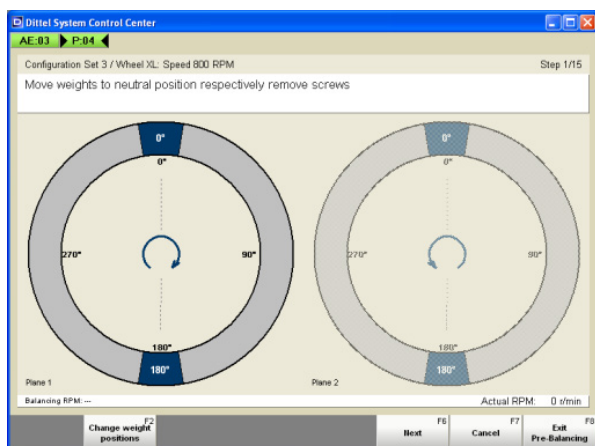 Dittel System Control Center
AE:03 P:04
Configuration Set 3 / Wheel XL: Speed 800 RPM Step 1/15
Move weights to neutral position respectively remove screws
0° 0°
0° 0°
270° 90° 270° 90°
180° 180°
180° 180°
Plane 1 Plane 2
Balancing RPM: --- Actual RPM: 0 r/min
F2 F6 F7 F8
Change weight Next Cancel Exit
positions Pre-Balancing